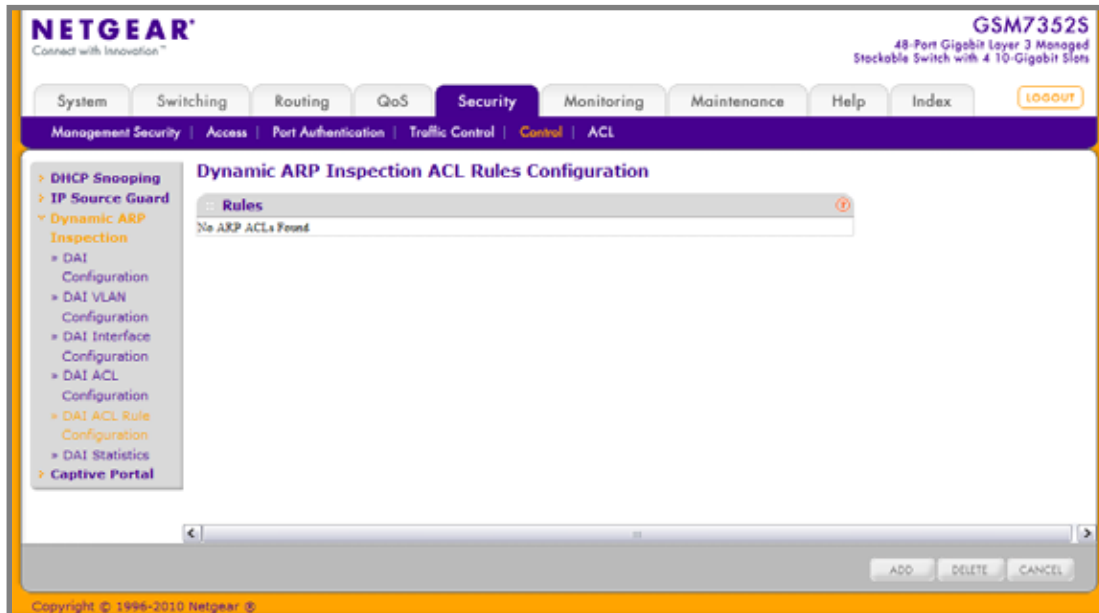 NETGEAR®
Connect with Innovation™
GSM7352S
48-Port Gigabit Layer 3 Managed
Stackable Switch with 4 10-Gigabit Slots
System Switching Routing QoS Security Monitoring Maintenance Help Index LOGOUT
Management Security | Access | Port Authentication | Traffic Control | Control | ACL
DHCP Snooping
IP Source Guard
Dynamic ARP
Inspection
» DAI
Configuration
» DAI VLAN
Configuration
» DAI Interface
Configuration
» DAI ACL
Configuration
» DAI ACL Rule
Configuration
» DAI Statistics
Captive Portal
Dynamic ARP Inspection ACL Rules Configuration
Rules
No ARP ACLs Found
ADD DELETE CANCEL
Copyright © 1996-2010 Netgear ®